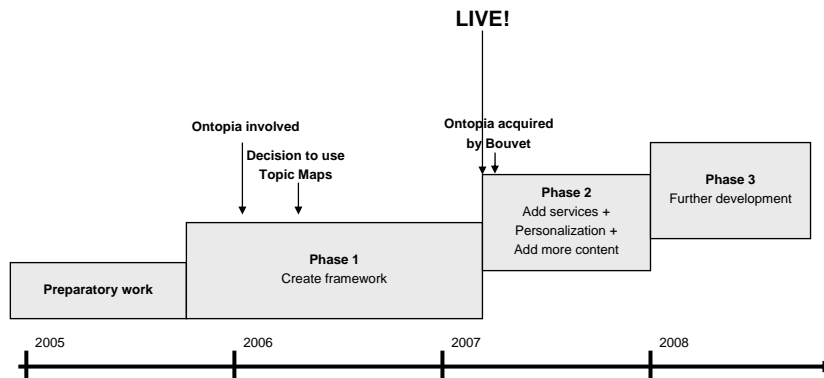 LIVE!
Ontopia involved
Decision to use
Topic Maps
Ontopia acquired
by Bouvet
Preparatory work
Phase 1
Create framework
Phase 2
Add services +
Personalization +
Add more content
Phase 3
Further development
2005
2006
2007
2008